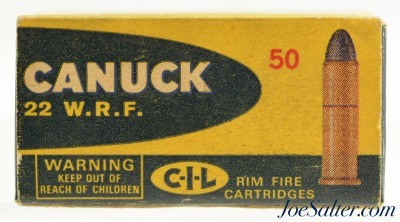 CANUCK
50
22 W.R.F.
WARNING
KEEP OUT OF
REACH OF CHILDREN
C-I-L
RIM FIRE
CARTRIDGES
JoeSalter.com